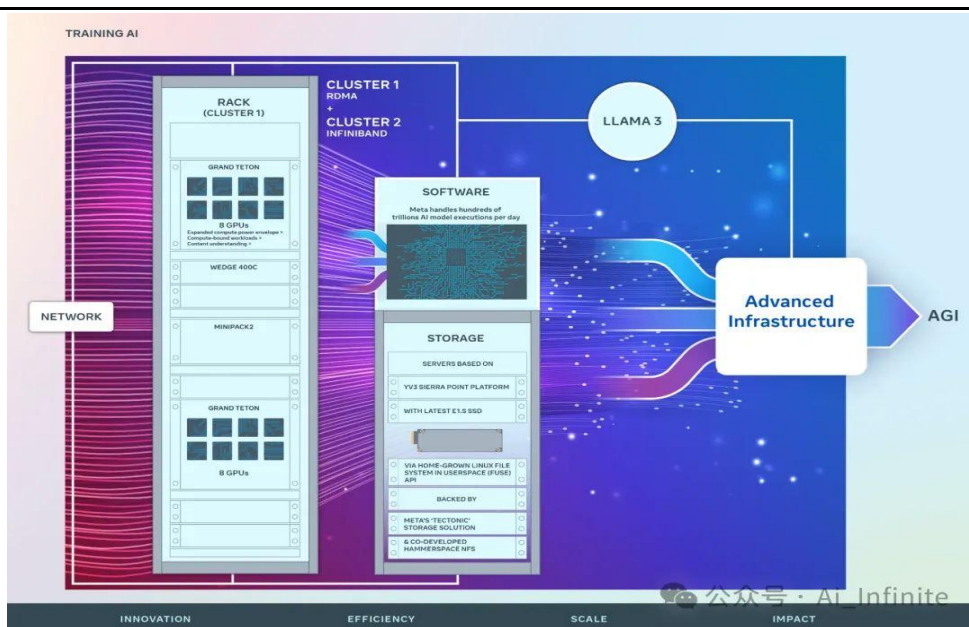 TRAINING AI
RACK
(CLUSTER 1)
GRAND TETON
8 GPUs
Expanded compute power envelope +
Compute-bound workloads +
Content understanding +
WEDGE 400C
MINIPACK2
GRAND TETON
8 GPUs
NETWORK
CLUSTER 1
RDMA
+
CLUSTER 2
INFINIBAND
SOFTWARE
Meta handles hundreds of
trillions AI model executions per day
STORAGE
SERVERS BASED ON
YV3 SIERRA POINT PLATFORM
WITH LATEST E1.S SSD
VIA HOME-GROWN LINUX FILE
SYSTEM IN USERSPACE (FUSE)
API
BACKED BY
META'S 'TECTONIC'
STORAGE SOLUTION
& CO-DEVELOPED
HAMMERSPACE NFS
LLAMA 3
Advanced
Infrastructure
AGI
公众号 · Ai_Infinite
INNOVATION
EFFICIENCY
SCALE
IMPACT